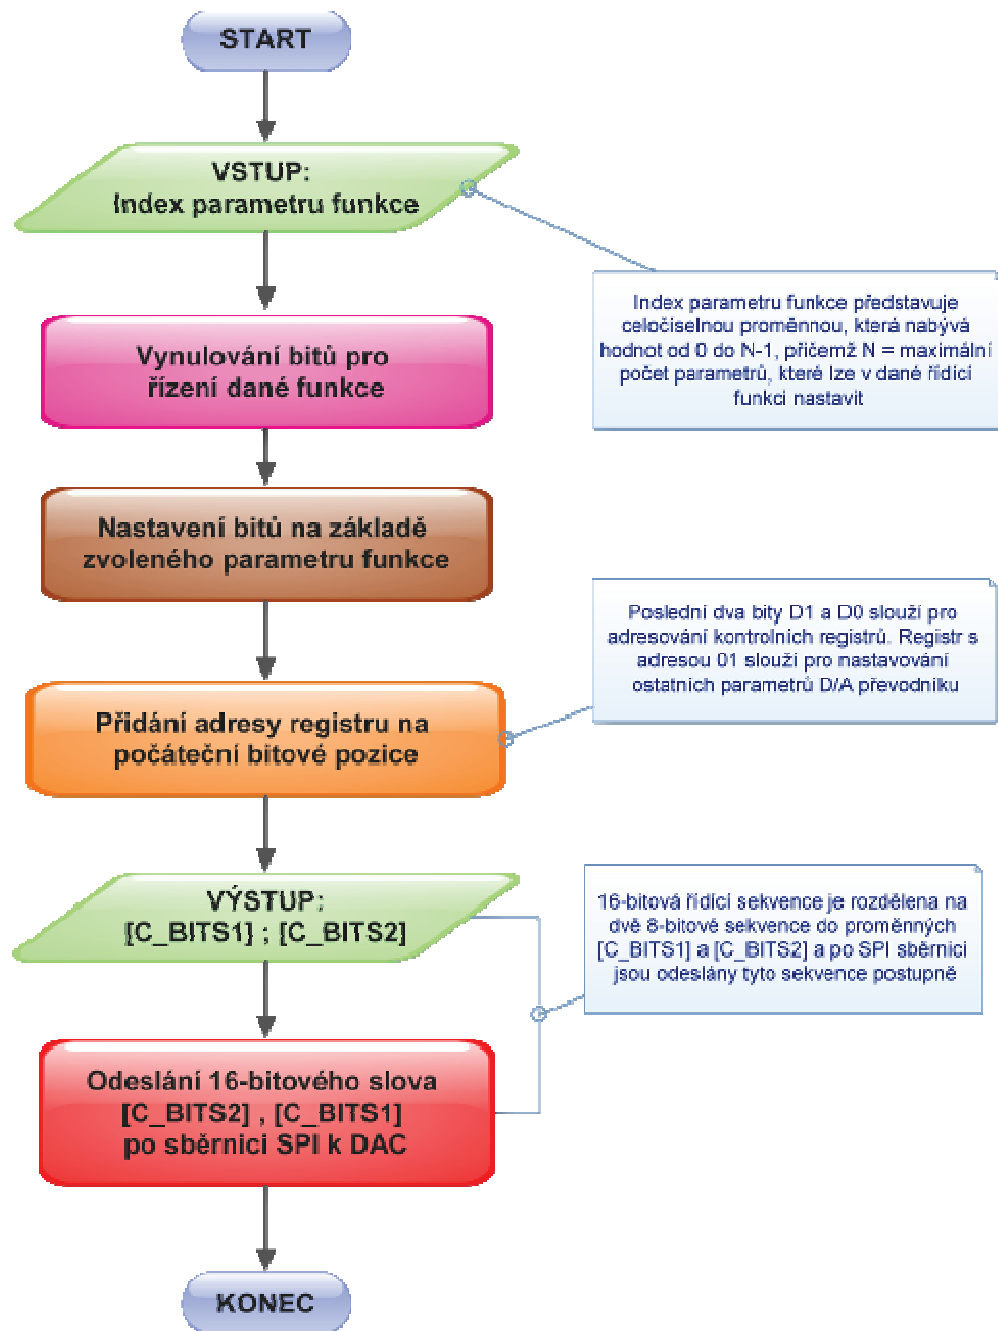 START
VSTUP:
Index parametru funkce
Index parametru funkce představuje
celočiselnou proměnnou, která nabývá
hodnot od 0 do N-1, přičemž N = maximální
počet parametrů, které lze v dané řídící
funkci nastavit
Vynulování bitů pro
řízení dané funkce
Nastavení bitů na základě
zvoleného parametru funkce
Poslední dva bity D1 a D0 slouží pro
adresování kontrolních registrů. Registr s
adresou 01 slouží pro nastavování
ostatních parametrů D/A převodníku
Přidání adresy registru na
počáteční bitové pozice
VÝSTUP:
[C_BITS1] ; [C_BITS2]
16-bitová řídící sekvence je rozdělena na
dvě 8-bitové sekvence do proměnných
[C_BITS1] a [C_BITS2] a po SPI sběrnici
jsou odeslány tyto sekvence postupně
Odeslání 16-bitového slova
[C_BITS2] , [C_BITS1]
po sběrnici SPI k DAC
KONEC